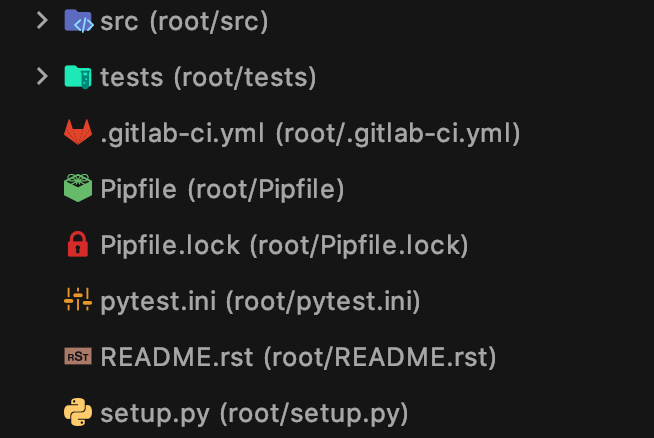 src (root/src)
tests (root/tests)
.gitlab-ci.yml (root/.gitlab-ci.yml)
Pipfile (root/Pipfile)
Pipfile.lock (root/Pipfile.lock)
pytest.ini (root/pytest.ini)
RST README.rst (root/README.rst)
setup.py (root/setup.py)